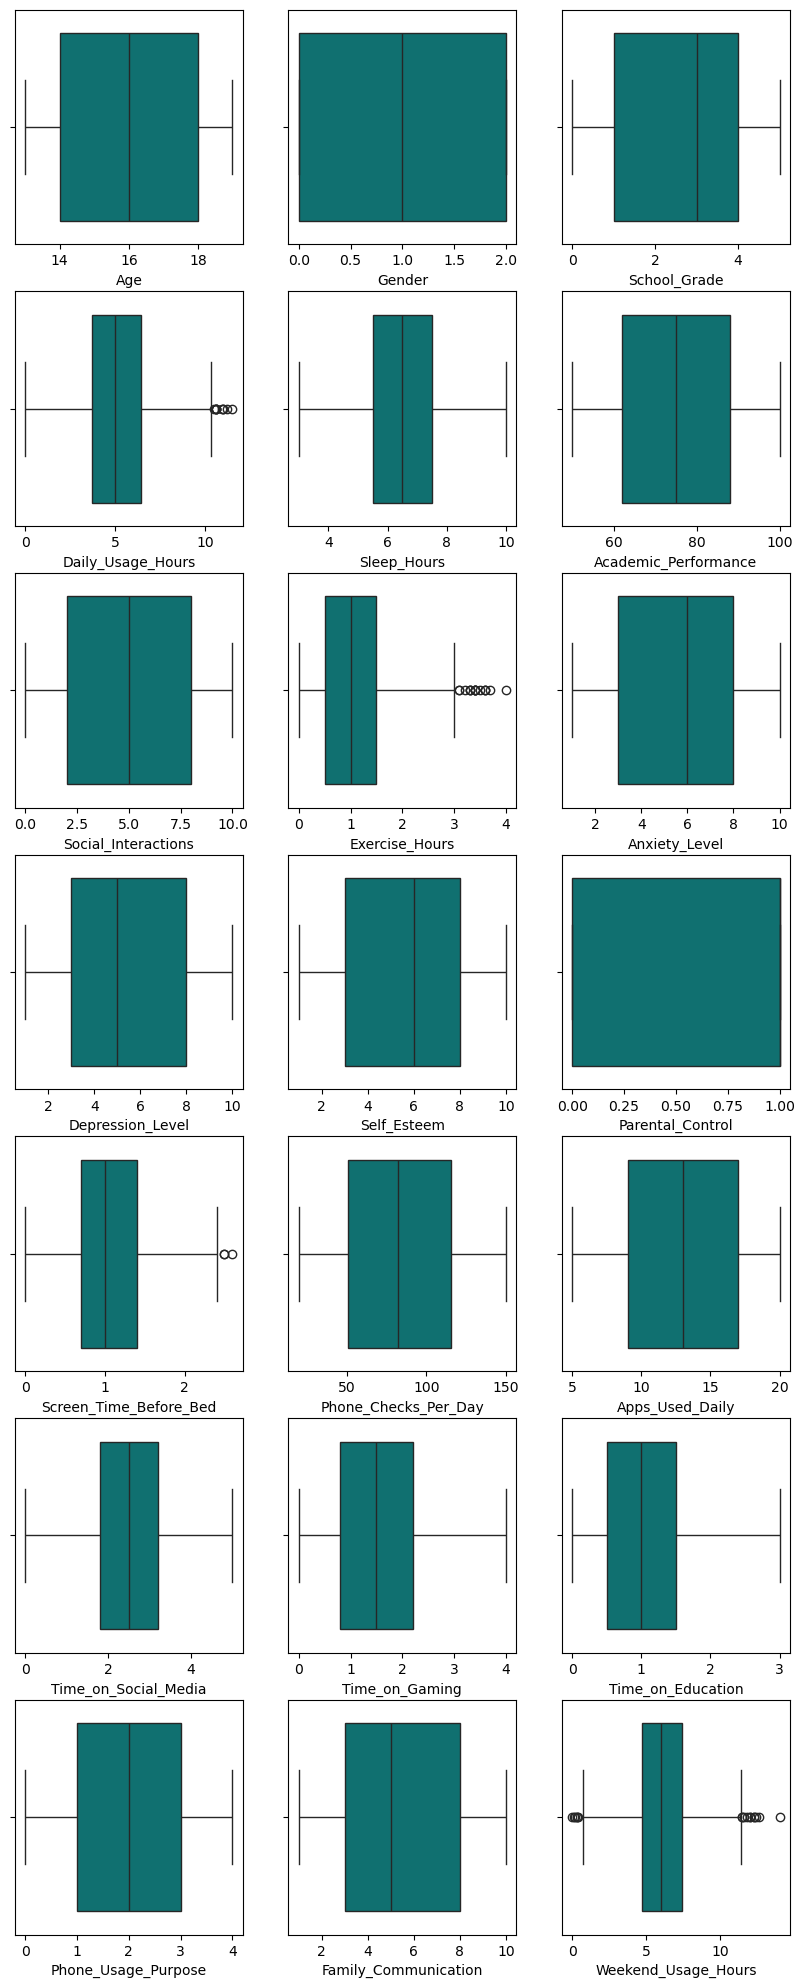 14 16 18
Age
0.0 0.5 1.0 1.5 2.0
Gender
0 2 4
School_Grade
0 5 10
Daily_Usage_Hours
4 6 8 10
Sleep_Hours
60 80 100
Academic_Performance
0.0 2.5 5.0 7.5 10.0
Social_Interactions
0 1 2 3 4
Exercise_Hours
2 4 6 8 10
Anxiety_Level
2 4 6 8 10
Depression_Level
2 4 6 8 10
Self_Esteem
0.00 0.25 0.50 0.75 1.00
Parental_Control
0 1 2
Screen_Time_Before_Bed
50 100 150
Phone_Checks_Per_Day
5 10 15 20
Apps_Used_Daily
0 2 4
Time_on_Social_Media
0 1 2 3 4
Time_on_Gaming
0 1 2 3
Time_on_Education
0 1 2 3 4
Phone_Usage_Purpose
2 4 6 8 10
Family_Communication
0 5 10
Weekend_Usage_Hours